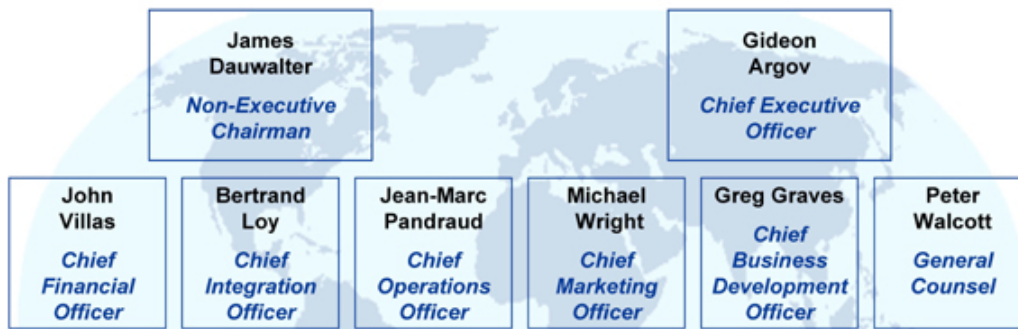 James
Dauwalter
Non-Executive
Chairman
Gideon
Argov
Chief Executive
Officer
John
Villas
Chief
Financial
Officer
Bertrand
Loy
Chief
Integration
Officer
Jean-Marc
Pandraud
Chief
Operations
Officer
Michael
Wright
Chief
Marketing
Officer
Greg Graves
Chief
Business
Development
Officer
Peter
Walcott
General
Counsel